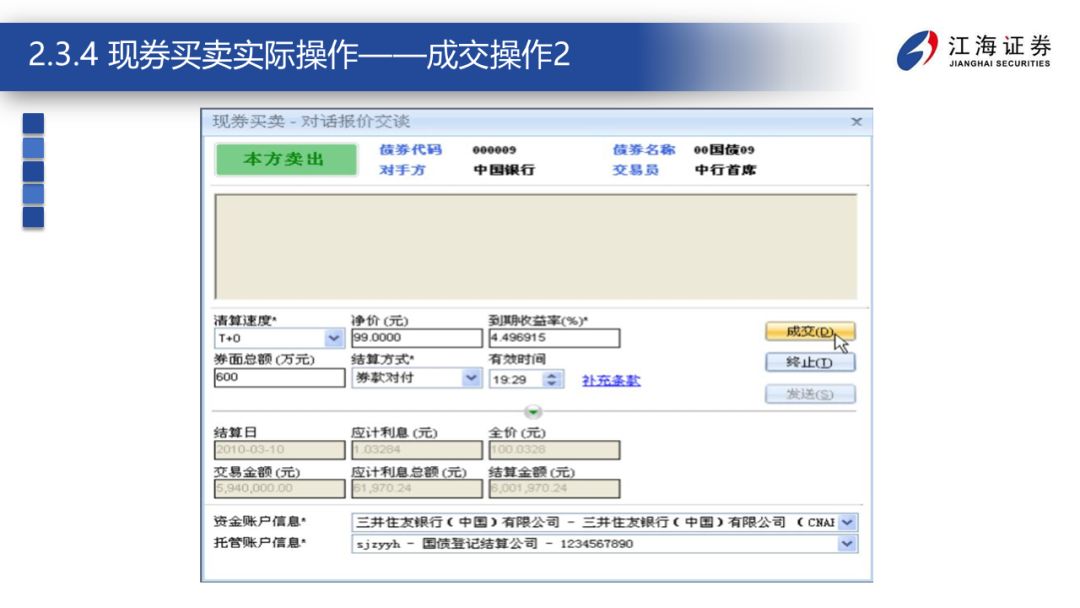 2.3.4 现券买卖实际操作——成交操作2
江海证券
JIANGHAI SECURITIES
现券买卖 - 对话报价交谈
本方卖出
债券代码 000009 债券名称 00国债09
对手方 中国银行 交易员 中行首席
清算速度* 净价(元) 到期收益率(%)*
T+0 99.0000 4.496915 成交(D)
券面总额(万元) 结算方式* 有效时间 终止(T)
600 券款对付 19:29 补充条款
发送(S)
结算日 应计利息(元) 全价(元)
2010-03-10 1.03284 100.0328
交易金额(元) 应计利息总额(元) 结算金额(元)
5,940,000.00 61,970.24 6,001,970.24
资金账户信息* 三井住友银行(中国)有限公司 - 三井住友银行(中国)有限公司 (CNAP
托管账户信息* sjzyyh - 国债登记结算公司 - 1234567890